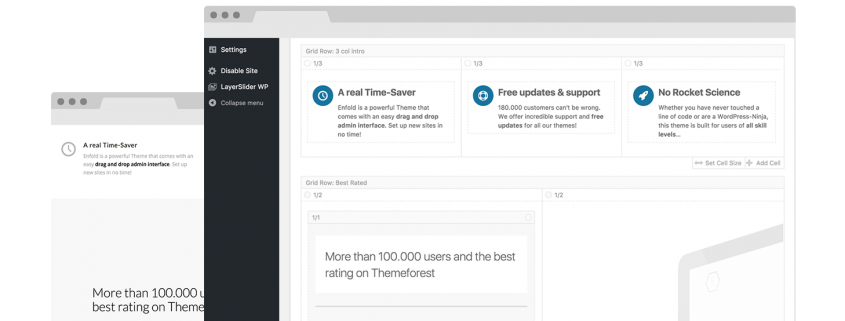 Settings
Disable Site
LayerSlider WP
Collapse menu
Grid Row: 3 col intro
1/3
1/3
1/3
A real Time-Saver
Enfold is a powerful Theme that
comes with an easy drag and drop
admin interface. Set up new sites in
no time!
Free updates & support
180.000 customers can't be wrong.
We offer incredible support and free
updates for all our themes!
No Rocket Science
Whether you have never touched a
line of code or are a WordPress-Ninja,
this theme is built for users of all skill
levels...
Set Cell Size
Add Cell
Grid Row: Best Rated
1/2
1/2
1/1
More than 100.000 users and the best
rating on Themeforest
A real Time-Saver
Enfold is a powerful Theme that comes with an
easy drag and drop admin interface. Set up
new sites in no time!
More than 100.000 u
best rating on Theme